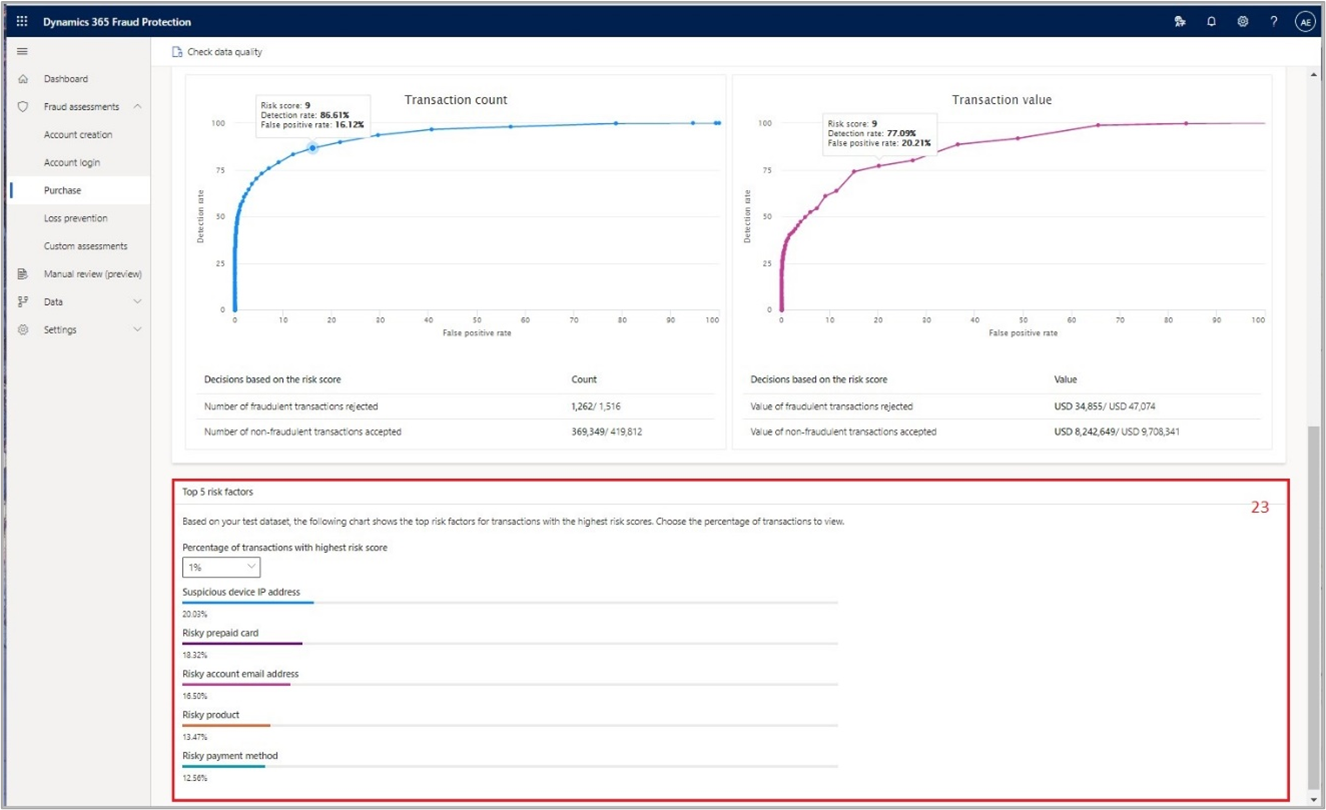 Dynamics 365 Fraud Protection
AE
Check data quality
Dashboard
Fraud assessments
Account creation
Account login
Purchase
Loss prevention
Custom assessments
Manual review (preview)
Data
Settings
Transaction count
Risk score: 9
Detection rate: 86.61%
False positive rate: 16.12%
100
75
50
25
0
Detection rate
0 10 20 30 40 50 60 70 80 90 100
False positive rate
Decisions based on the risk score Count
Number of fraudulent transactions rejected 1,262/ 1,516
Number of non-fraudulent transactions accepted 369,349/ 419,812
Transaction value
Risk score: 9
Detection rate: 77.09%
False positive rate: 20.21%
100
75
50
25
0
Detection rate
0 10 20 30 40 50 60 70 80 90 100
False positive rate
Decisions based on the risk score Value
Value of fraudulent transactions rejected USD 34,855/ USD 47,074
Value of non-fraudulent transactions accepted USD 8,242,649/ USD 9,708,341
Top 5 risk factors
23
Based on your test dataset, the following chart shows the top risk factors for transactions with the highest risk scores. Choose the percentage of transactions to view.
Percentage of transactions with highest risk score
1%
Suspicious device IP address
20.03%
Risky prepaid card
18.32%
Risky account email address
16.50%
Risky product
13.47%
Risky payment method
12.56%